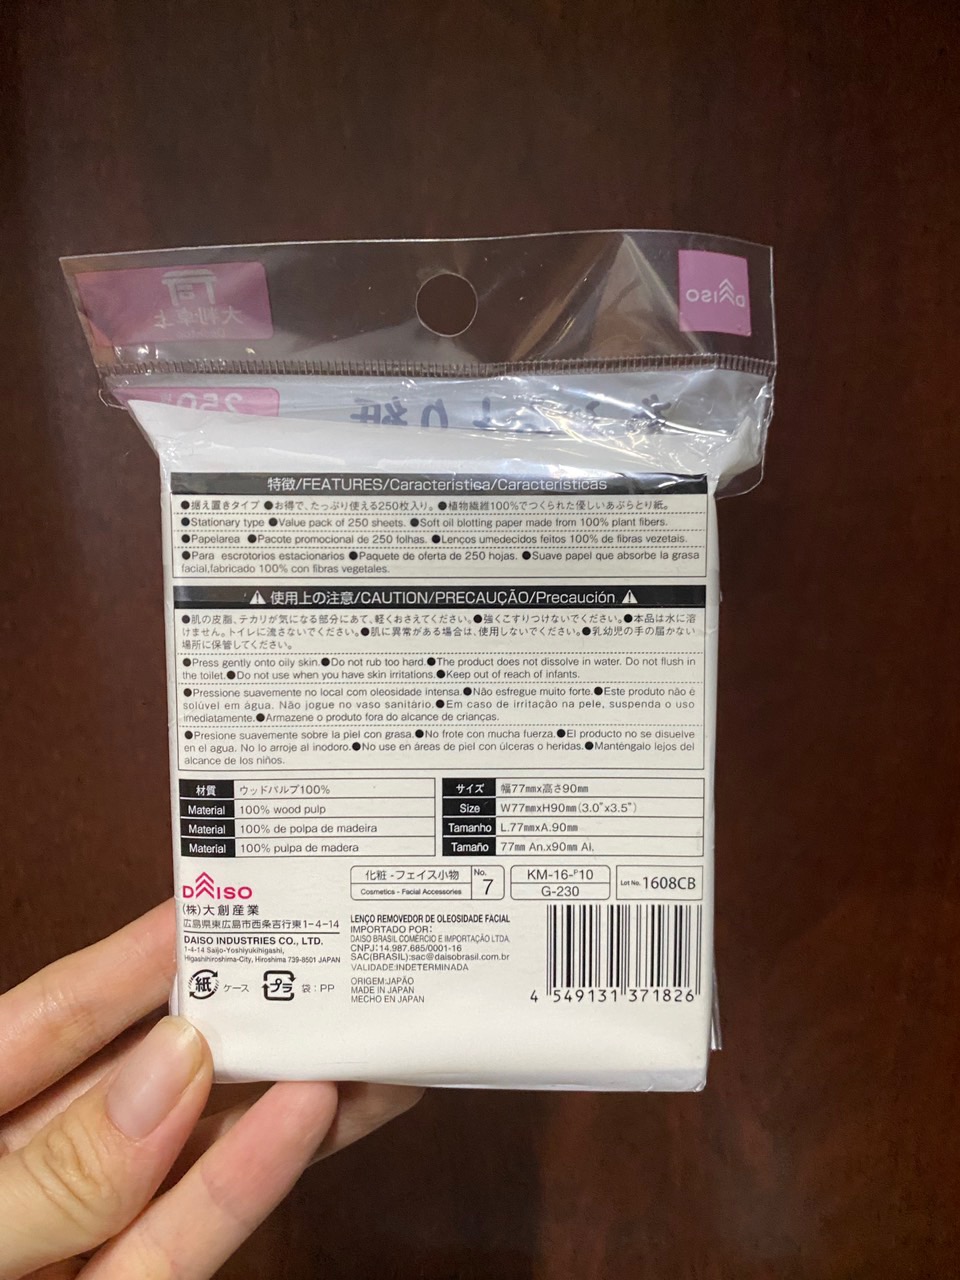 DAISO
特徴/FEATURES/Característica/Características
●据え置きタイプ ●お得で、たっぷり使える250枚入り。 ●植物繊維100%でつくられた優しいあぶらとり紙。
●Stationary type ●Value pack of 250 sheets. ●Soft oil blotting paper made from 100% plant fibers.
●Papelarea ●Pacote promocional de 250 folhas. ●Lenços umedecidos feitos 100% de fibras vezetais.
●Para escrotorios estacionarios ●Paquete de oferta de 250 hojas. ●Suave papel que absorbe la grasa
facial,fabricado 100% con fibras vegetales.
⚠ 使用上の注意/CAUTION/PRECAUÇÃO/Precaución ⚠
●肌の皮脂、テカリが気になる部分にあて、軽くおさえてください。●強くこすりつけないでください。●本品は水に溶
けません。トイレに流さないでください。●肌に異常がある場合は、使用しないでください。●乳幼児の手の届かない
場所に保管してください。
●Press gently onto oily skin.●Do not rub too hard.●The product does not dissolve in water. Do not flush in
the toilet.●Do not use when you have skin irritations.●Keep out of reach of infants.
●Pressione suavemente no local com oleosidade intensa.●Não esfregue muito forte.●Este produto não é
solúvel em água. Não jogue no vaso sanitário.●Em caso de irritação na pele, suspenda o uso
imediatamente.●Armazene o produto fora do alcance de crianças.
●Presione suavemente sobre la piel con grasa.●No frote con mucha fuerza.●El producto no se disuelve
en el agua. No lo arroje al inodoro.●No use en áreas de piel con úlceras o heridas.●Manténgalo lejos del
alcance de los niños.
材質 ウッドパルプ100%
Material 100% wood pulp
Material 100% de polpa de madeira
Material 100% pulpa de madera
サイズ 幅77mm×高さ90mm
Size W77mm×H90mm(3.0"x3.5")
Tamanho L.77mm×A.90mm
Tamaño 77mm An.x90mm Al.
DAISO
(株)大創産業
広島県東広島市西条吉行東1-4-14
DAISO INDUSTRIES CO., LTD.
1-4-14 Saijo-Yoshiyukihigashi,
Higashihiroshima-City, Hiroshima 739-8501 JAPAN
紙 ケース プラ 袋：PP
化粧 -フェイス小物
Cosmetics - Facial Accessories
No.
7
KM-16-P10
G-230
Lot No. 1608CB
LENÇO REMOVEDOR DE OLEOSIDADE FACIAL
IMPORTADO POR:
DAISO BRASIL COMÉRCIO E IMPORTAÇÃO LTDA.
CNPJ:14.987.685/0001-16
SAC(BRASIL):sac@daisobrasil.com.br
VALIDADE:INDETERMINADA
ORIGEM:JAPÃO
MADE IN JAPAN
MECHO EN JAPAN
4 549131 371826